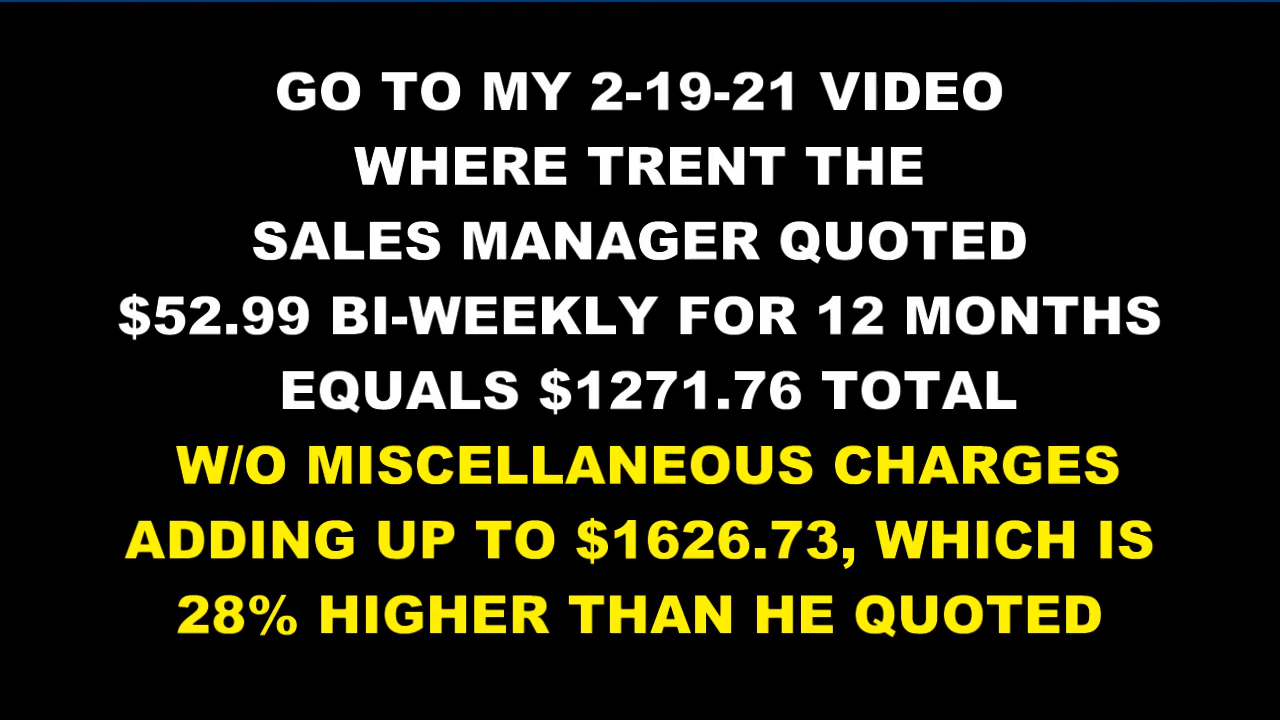 GO TO MY 2-19-21 VIDEO
WHERE TRENT THE
SALES MANAGER QUOTED
$52.99 BI-WEEKLY FOR 12 MONTHS
EQUALS $1271.76 TOTAL
W/O MISCELLANEOUS CHARGES
ADDING UP TO $1626.73, WHICH IS
28% HIGHER THAN HE QUOTED